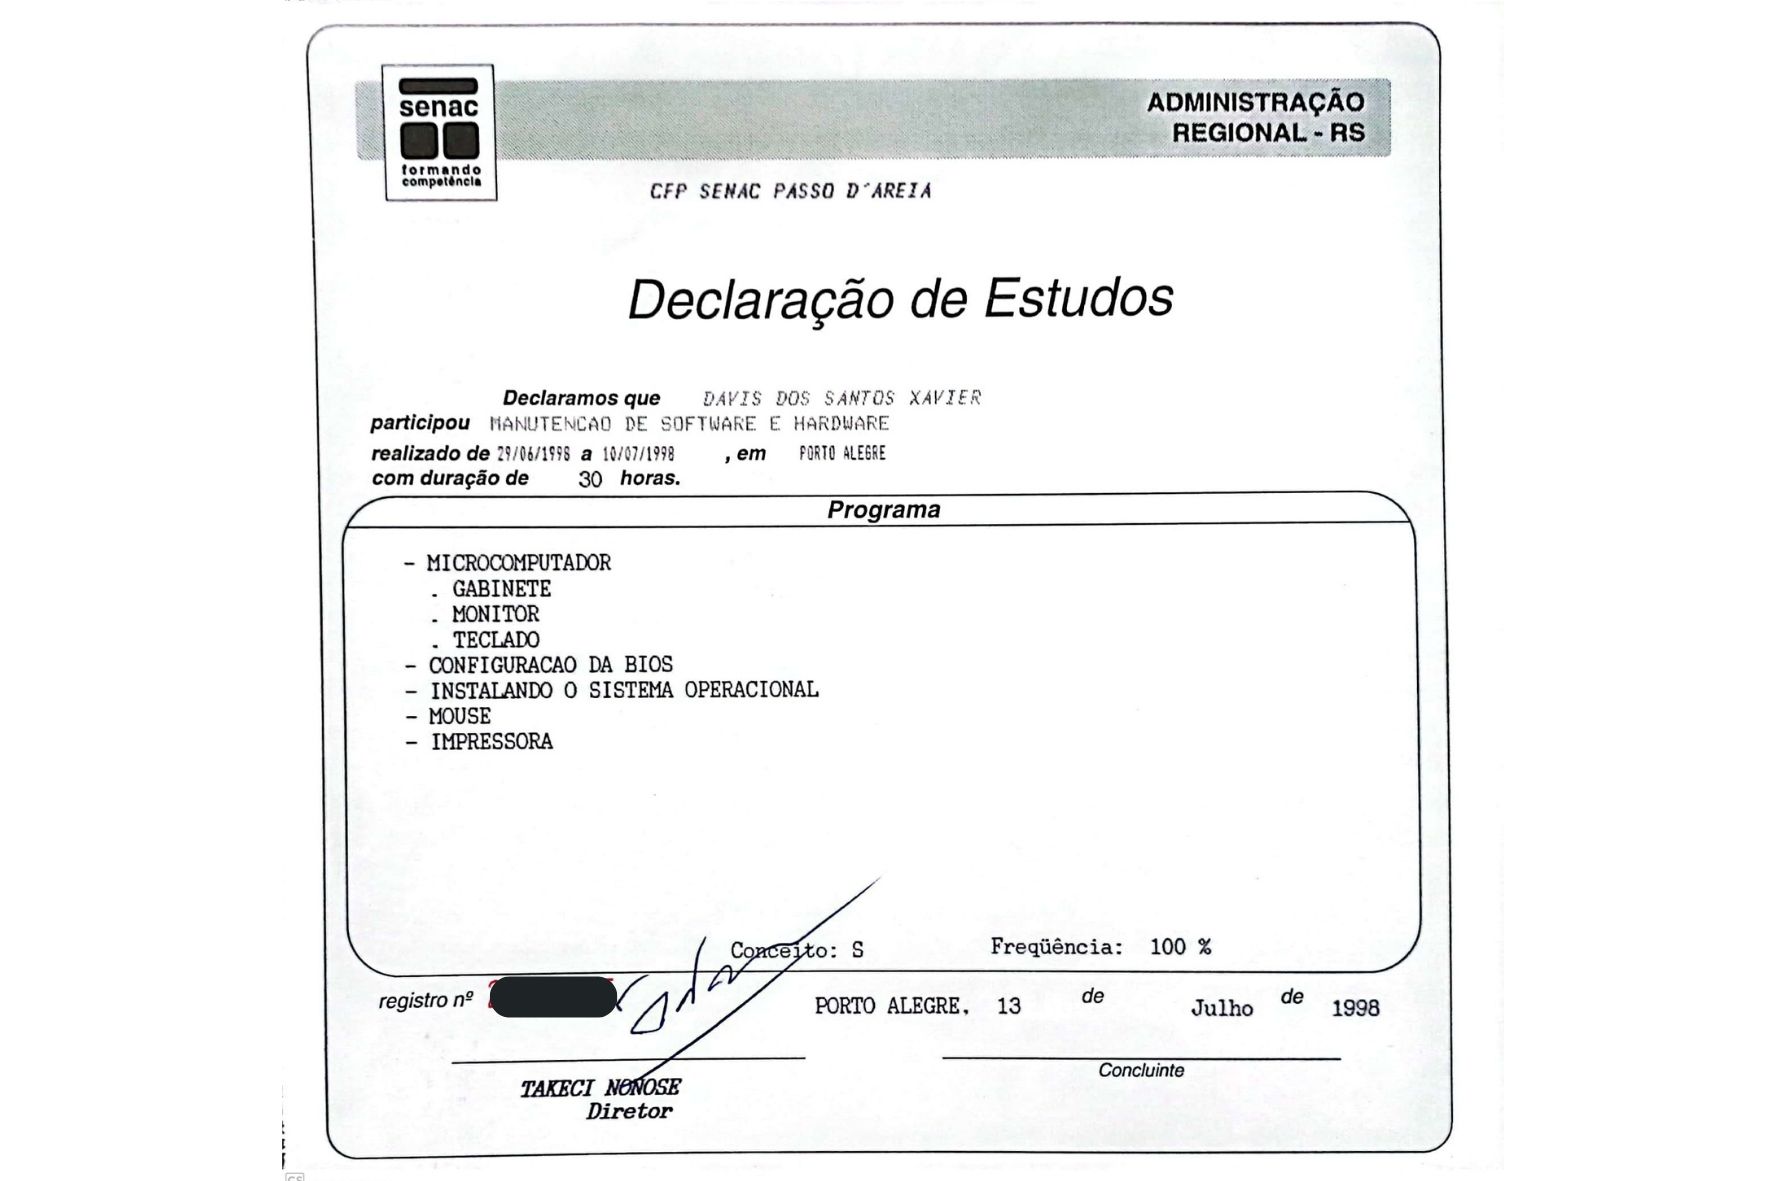 senac
formando
competência
ADMINISTRAÇÃO
REGIONAL - RS
CFP SENAC PASSO D'AREIA
Declaração de Estudos
Declaramos que DAVIS DOS SANTOS XAVIER
participou MANUTENCAO DE SOFTWARE E HARDWARE
realizado de 29/06/1998 a 10/07/1998 , em PORTO ALEGRE
com duração de 30 horas.
Programa
- MICROCOMPUTADOR
. GABINETE
. MONITOR
. TECLADO
- CONFIGURACAO DA BIOS
- INSTALANDO O SISTEMA OPERACIONAL
- MOUSE
- IMPRESSORA
Conceito: S Freqüência: 100 %
registro nº
PORTO ALEGRE, 13 de Julho de 1998
TAKECI NONOSE
Diretor
Concluinte
CS